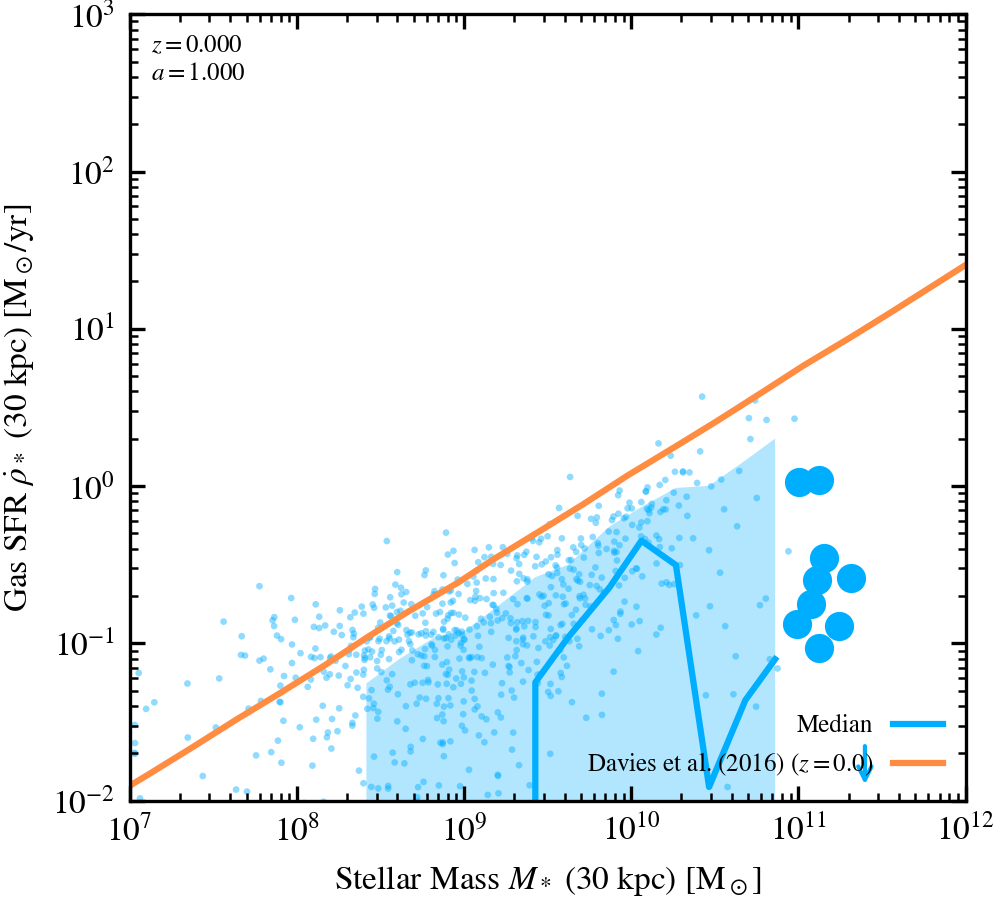 10³
z = 0.000
a = 1.000
10²
10¹
10⁰
10⁻¹
10⁻²
Gas SFR ρ̇* (30 kpc) [M⊙/yr]
Median
Davies et al. (2016) (z = 0.0)
10⁷ 10⁸ 10⁹ 10¹⁰ 10¹¹ 10¹²
Stellar Mass M* (30 kpc) [M⊙]